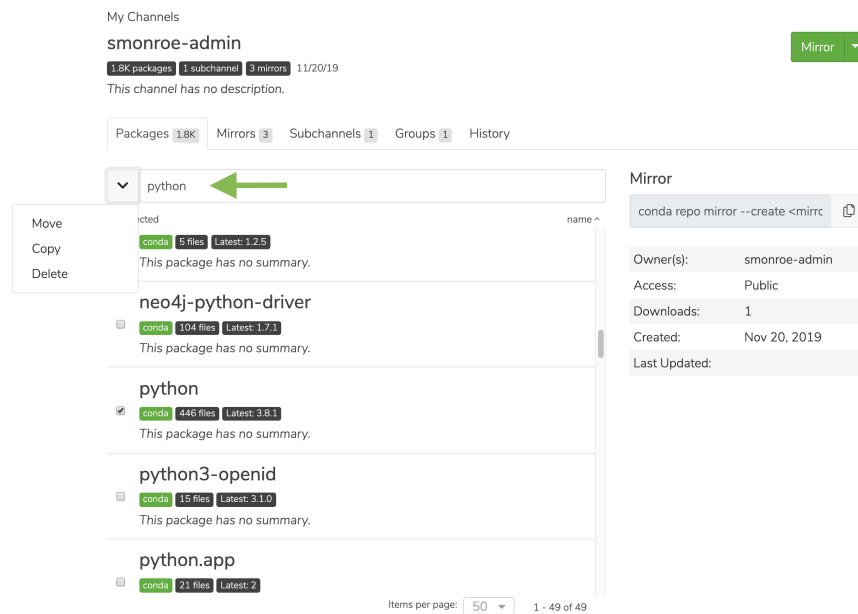 My Channels
smonroe-admin
Mirror
1.8K packages 1 subchannel 3 mirrors 11/20/19
This channel has no description.
Packages 1.8K Mirrors 3 Subchannels 1 Groups 1 History
python
Move
Copy
Delete
ected
name
conda 5 files Latest: 1.2.5
This package has no summary.
neo4j-python-driver
conda 104 files Latest: 1.7.1
This package has no summary.
python
conda 446 files Latest: 3.8.1
This package has no summary.
python3-openid
conda 15 files Latest: 3.1.0
This package has no summary.
python.app
conda 21 files Latest: 2
Items per page: 50 1 - 49 of 49
Mirror
conda repo mirror --create <mirrc
Owner(s): smonroe-admin
Access: Public
Downloads: 1
Created: Nov 20, 2019
Last Updated: